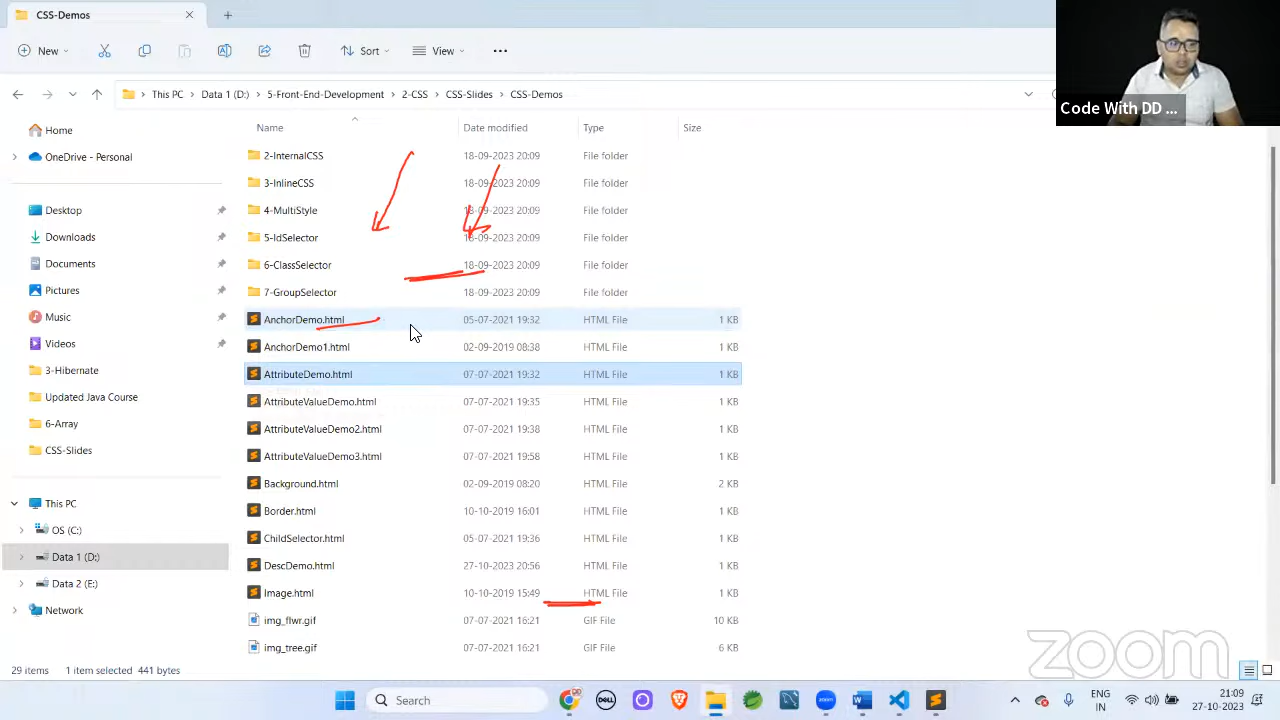 CSS-Demos
New
Sort
View
Code With DD ...
This PC
Data 1 (D:)
5-Front-End-Development
2-CSS
CSS-Slides
CSS-Demos
Name
Date modified
Type
Size
Home
OneDrive - Personal
Desktop
Downloads
Documents
Pictures
Music
Videos
3-Hibernate
Updated Java Course
6-Array
CSS-Slides
This PC
OS (C:)
Data 1 (D:)
Data 2 (E:)
Network
2-InternalCSS 18-09-2023 20:09 File folder
3-InlineCSS 18-09-2023 20:09 File folder
4-MultiStyle 18-09-2023 20:09 File folder
5-IdSelector 18-09-2023 20:09 File folder
6-ClassSelector 18-09-2023 20:09 File folder
7-GroupSelector 18-09-2023 20:09 File folder
AnchorDemo.html 05-07-2021 19:32 HTML File 1 KB
AnchorDemo1.html 02-09-2019 08:38 HTML File 1 KB
AttributeDemo.html 07-07-2021 19:32 HTML File 1 KB
AttributeValueDemo.html 07-07-2021 19:35 HTML File 1 KB
AttributeValueDemo2.html 07-07-2021 19:38 HTML File 1 KB
AttributeValueDemo3.html 07-07-2021 19:58 HTML File 1 KB
Background.html 02-09-2019 08:20 HTML File 2 KB
Border.html 10-10-2019 16:01 HTML File 1 KB
ChildSelector.html 05-07-2021 19:36 HTML File 1 KB
DescDemo.html 27-10-2023 20:56 HTML File 1 KB
Image.html 10-10-2019 15:49 HTML File 1 KB
img_flwr.gif 07-07-2021 16:21 GIF File 10 KB
img_tree.gif 07-07-2021 16:21 GIF File 6 KB
zoom
29 items 1 item selected 441 bytes
Search
DELL
zoom
ENG
IN
21:09
27-10-2023